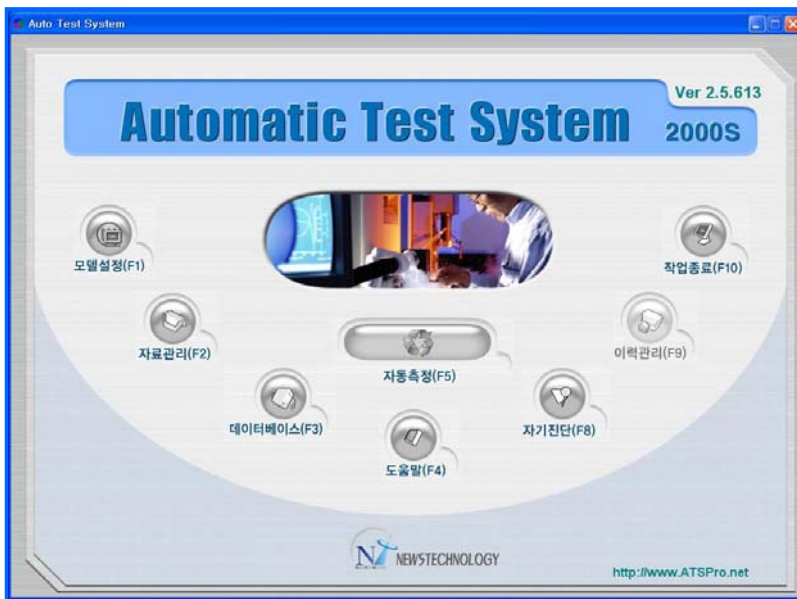 Auto Test System
Ver 2.5.613
Automatic Test System 2000S
모델설정(F1)
작업종료(F10)
자료관리(F2)
이력관리(F9)
자동측정(F5)
데이터베이스(F3)
자기진단(F8)
도움말(F4)
NT NEWSTECHNOLOGY
http://www.ATSPro.net